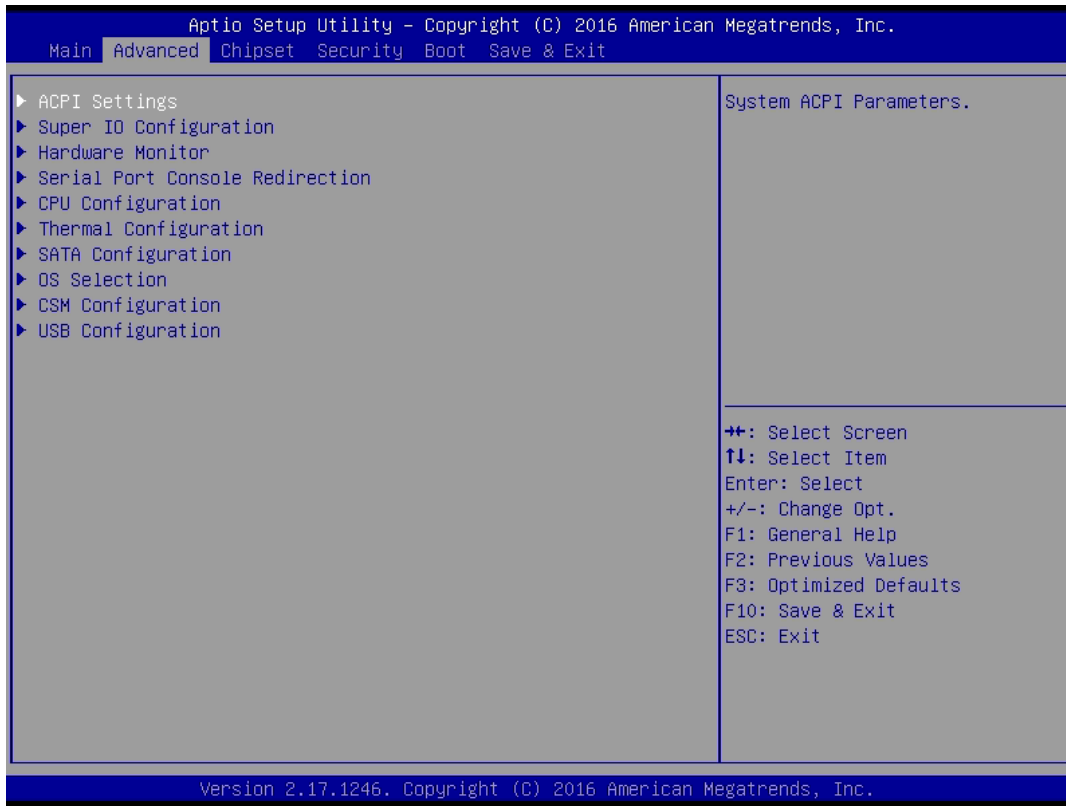 Aptio Setup Utility – Copyright (C) 2016 American Megatrends, Inc.
Main Advanced Chipset Security Boot Save & Exit
▶ ACPI Settings
▶ Super IO Configuration
▶ Hardware Monitor
▶ Serial Port Console Redirection
▶ CPU Configuration
▶ Thermal Configuration
▶ SATA Configuration
▶ OS Selection
▶ CSM Configuration
▶ USB Configuration
System ACPI Parameters.
→←: Select Screen
↑↓: Select Item
Enter: Select
+/-: Change Opt.
F1: General Help
F2: Previous Values
F3: Optimized Defaults
F10: Save & Exit
ESC: Exit
Version 2.17.1246. Copyright (C) 2016 American Megatrends, Inc.